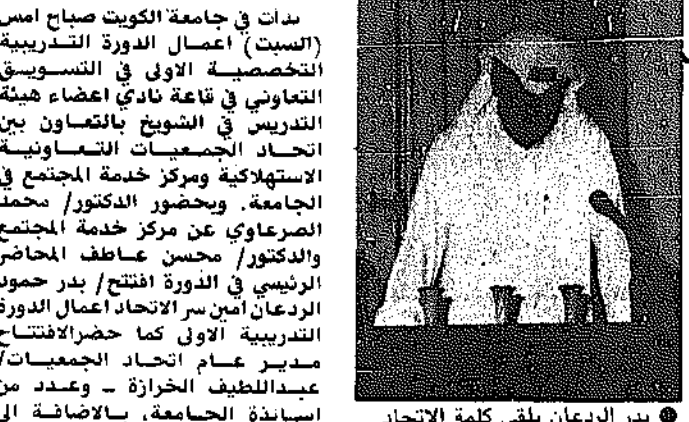 بدأت في جامعة الكويت صباح امس
(السبت) اعمال الدورة التدريبية
التخصصية الاولى في التسويق
التعاوني في قاعة نادي اعضاء هيئة
التدريس في الشويخ بالتعاون بين
اتحاد الجمعيات التعاونية
الاستهلاكية ومركز خدمة المجتمع في
الجامعة. وبحضور الدكتور/ محمد
الصرعاوي عن مركز خدمة المجتمع
والدكتور/ محسن عاطف المحاضر
الرئيسي في الدورة افتتح/ بدر حمود
الردعان امين سر الاتحاد اعمال الدورة
التدريبية الاولى كما حضر الافتتاح
مدير عام اتحاد الجمعيات/
عبداللطيف الخرازة ـ وعدد من
اساتذة الجامعة، بالاضافة الى
● بدر الردعان يلقي كلمة الاتحاد